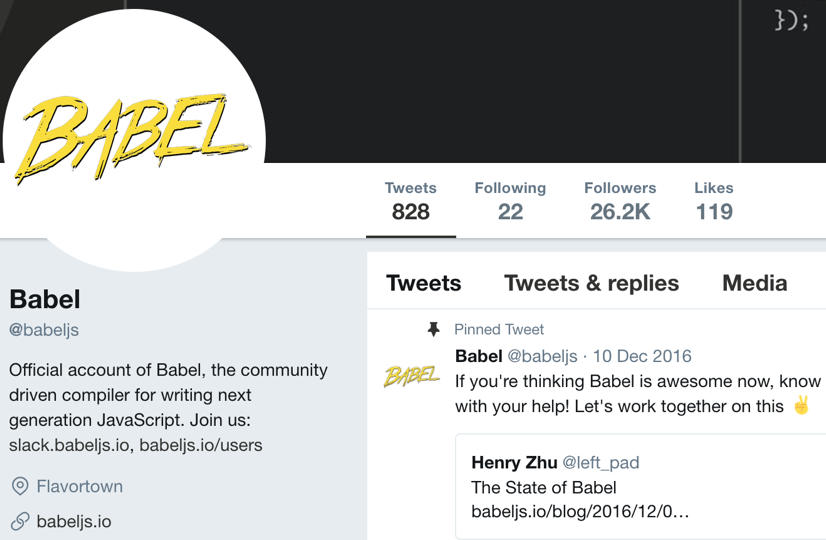 });
BABEL
Tweets Following Followers Likes
828 22 26.2K 119
Babel
@babeljs
Official account of Babel, the community
driven compiler for writing next
generation JavaScript. Join us:
slack.babeljs.io, babeljs.io/users
Flavortown
babeljs.io
Tweets Tweets & replies Media
Pinned Tweet
BABEL
Babel @babeljs · 10 Dec 2016
If you're thinking Babel is awesome now, know
with your help! Let's work together on this ✌
Henry Zhu @left_pad
The State of Babel
babeljs.io/blog/2016/12/0…